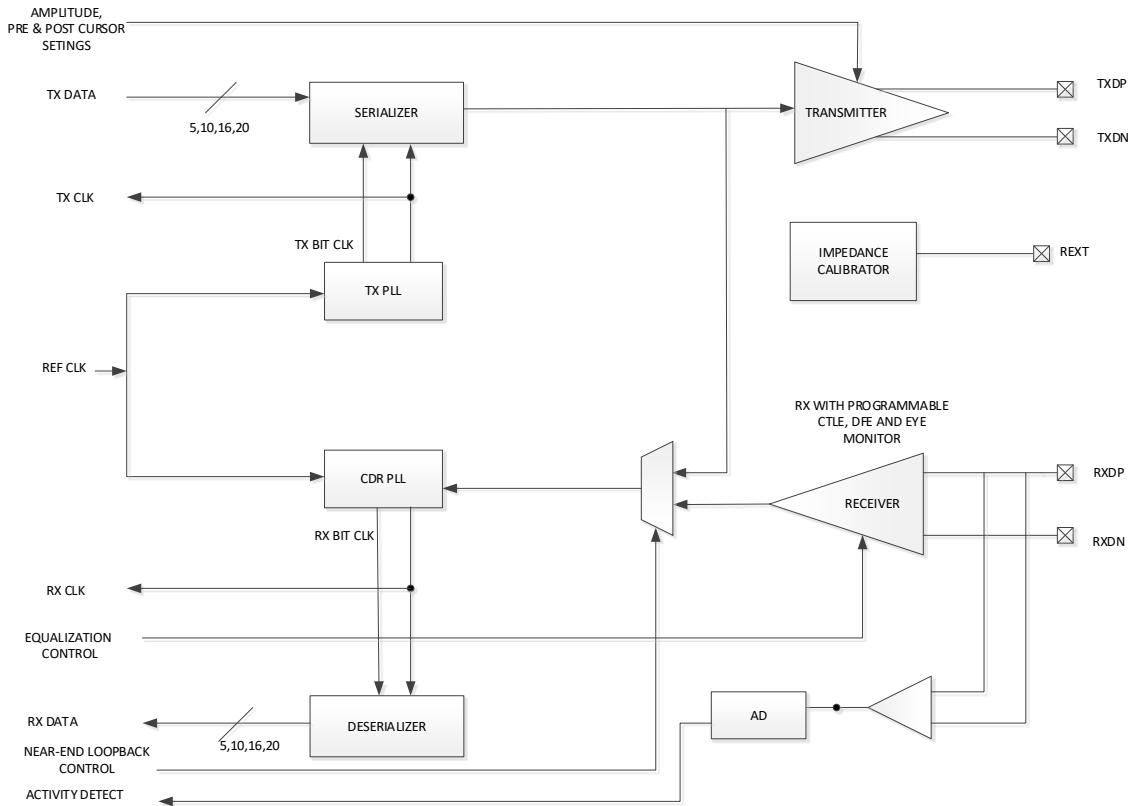 AMPLITUDE,
PRE & POST CURSOR
SETINGS
TX DATA
5,10,16,20
SERIALIZER
TRANSMITTER
TXDP
TXDN
TX CLK
TX BIT CLK
IMPEDANCE
CALIBRATOR
REXT
TX PLL
REF CLK
RX WITH PROGRAMMABLE
CTLE, DFE AND EYE
MONITOR
CDR PLL
RECEIVER
RXDP
RXDN
RX BIT CLK
RX CLK
EQUALIZATION
CONTROL
RX DATA
5,10,16,20
DESERIALIZER
AD
NEAR-END LOOPBACK
CONTROL
ACTIVITY DETECT